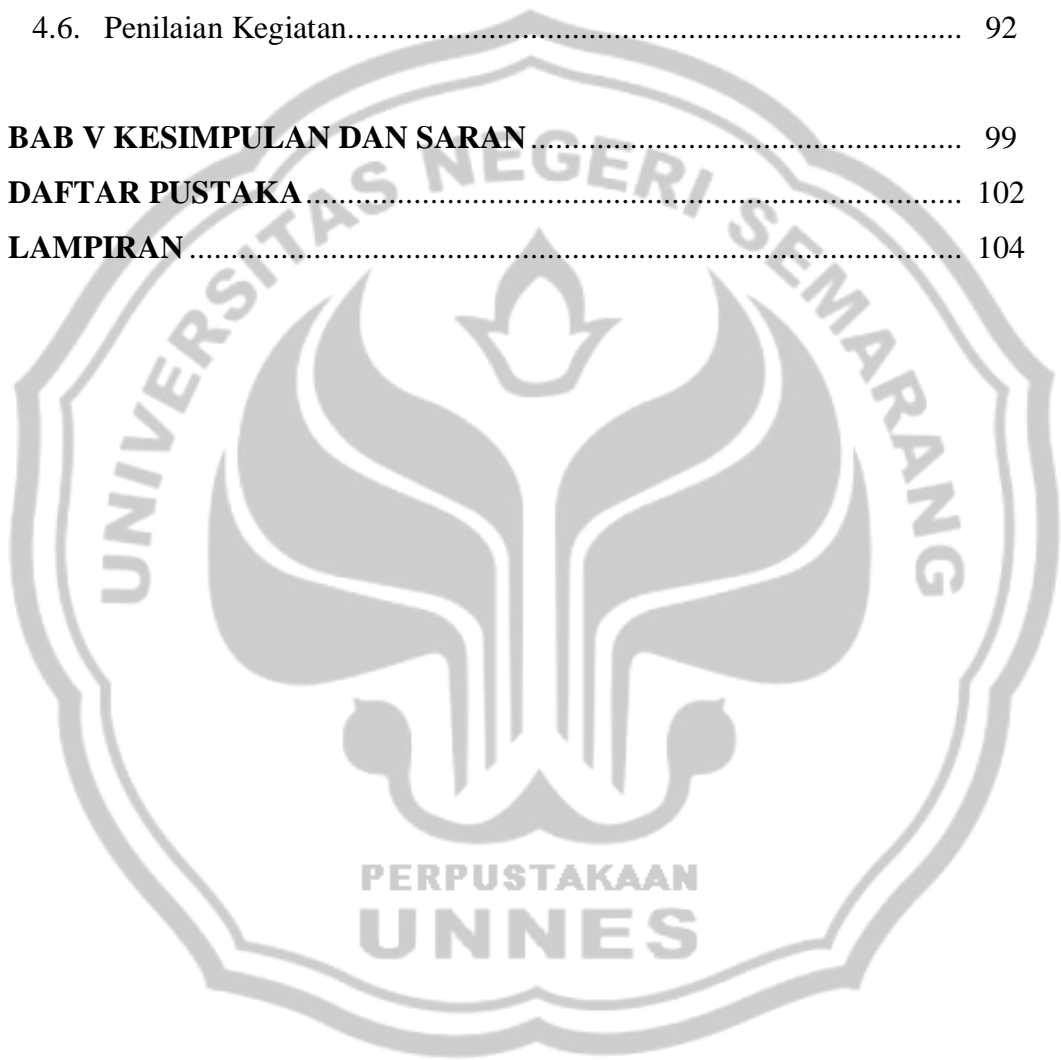 4.6. Penilaian Kegiatan........................................................................... 92
BAB V KESIMPULAN DAN SARAN..................................................... 99
DAFTAR PUSTAKA................................................................................ 102
LAMPIRAN............................................................................................... 104
UNIVERSITAS NEGERI SEMARANG
PERPUSTAKAAN
UNNES